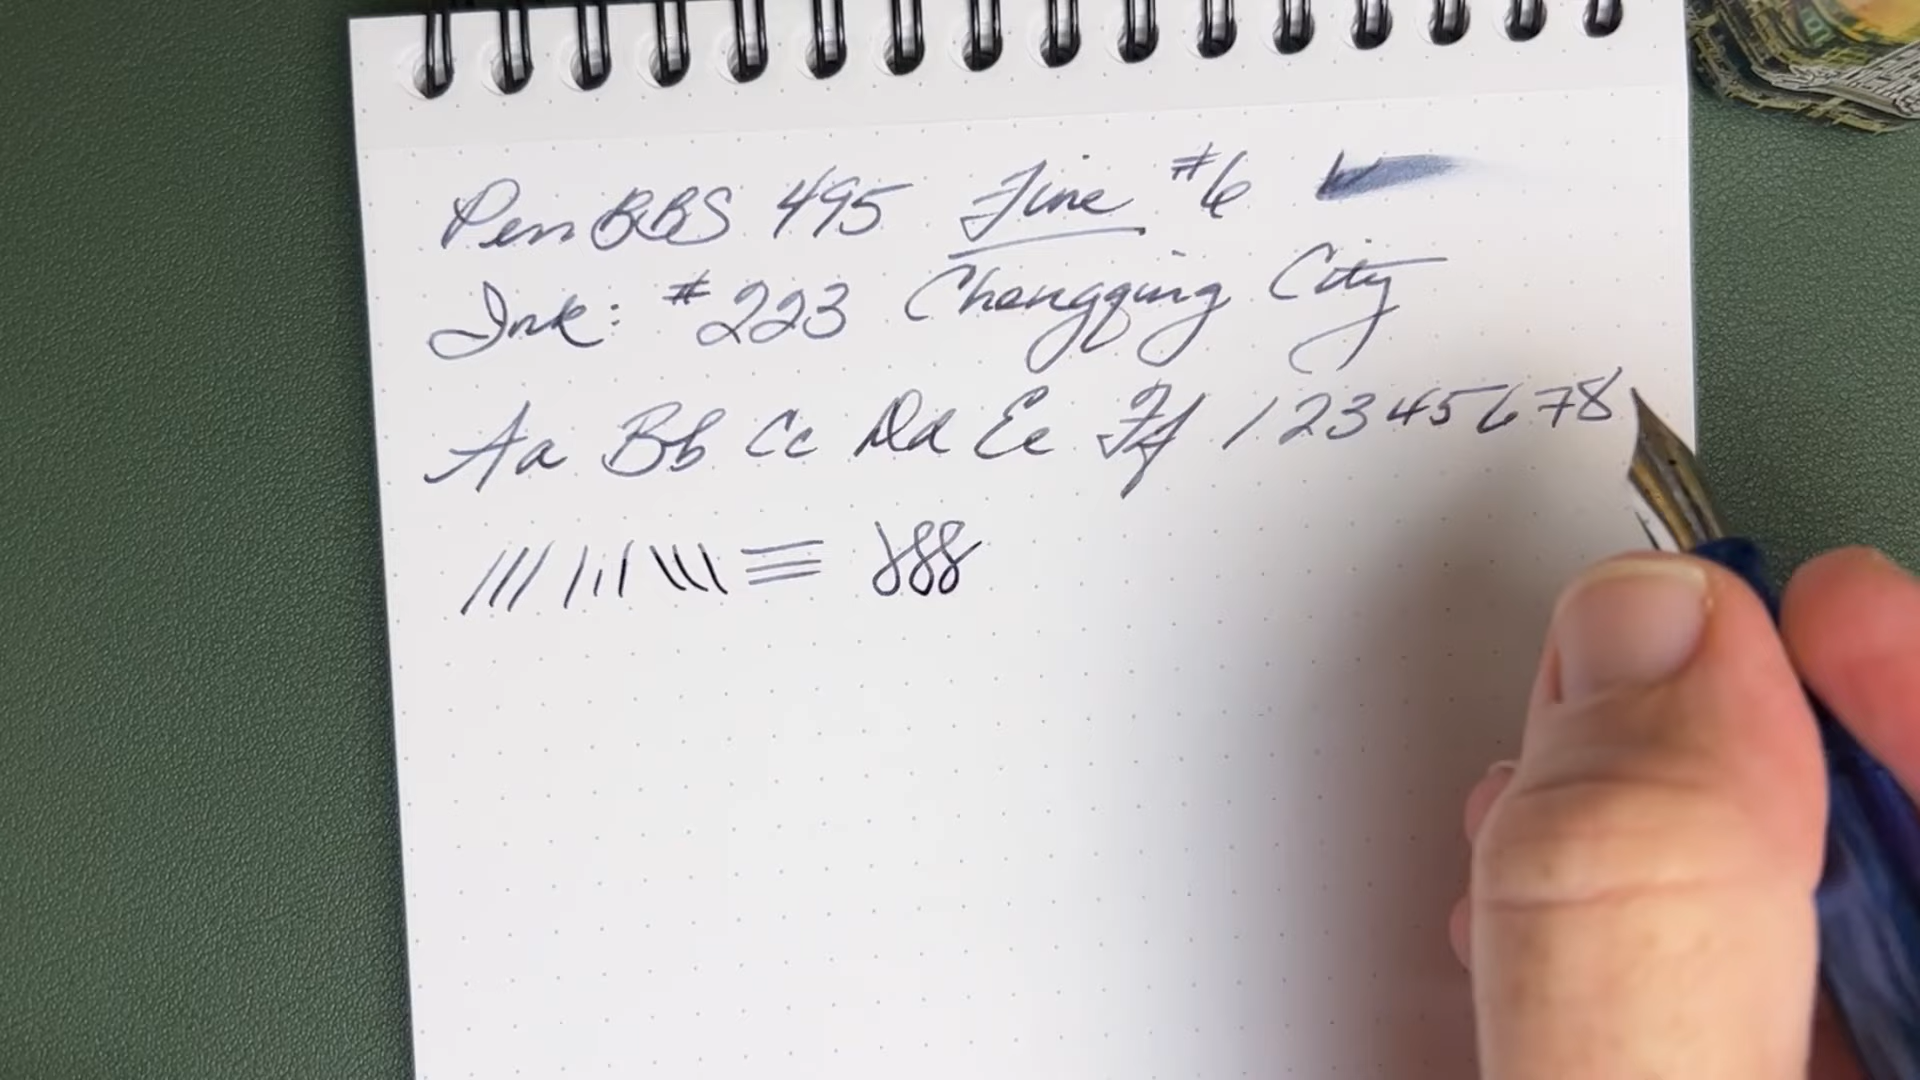 PenBBS 495 Fine #6
Ink: #223 Chongqing City
Aa Bb Cc Dd Ee Ff 12345678